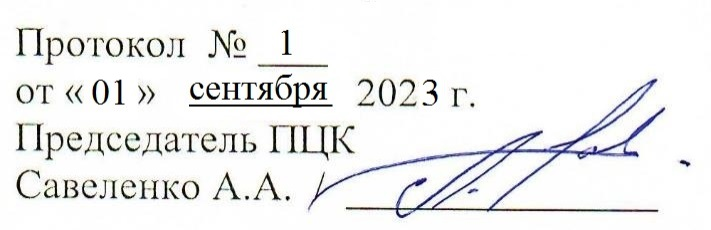 Протокол № 1
от « 01 » сентября 2023 г.
Председатель ПЦК
Савеленко А.А.